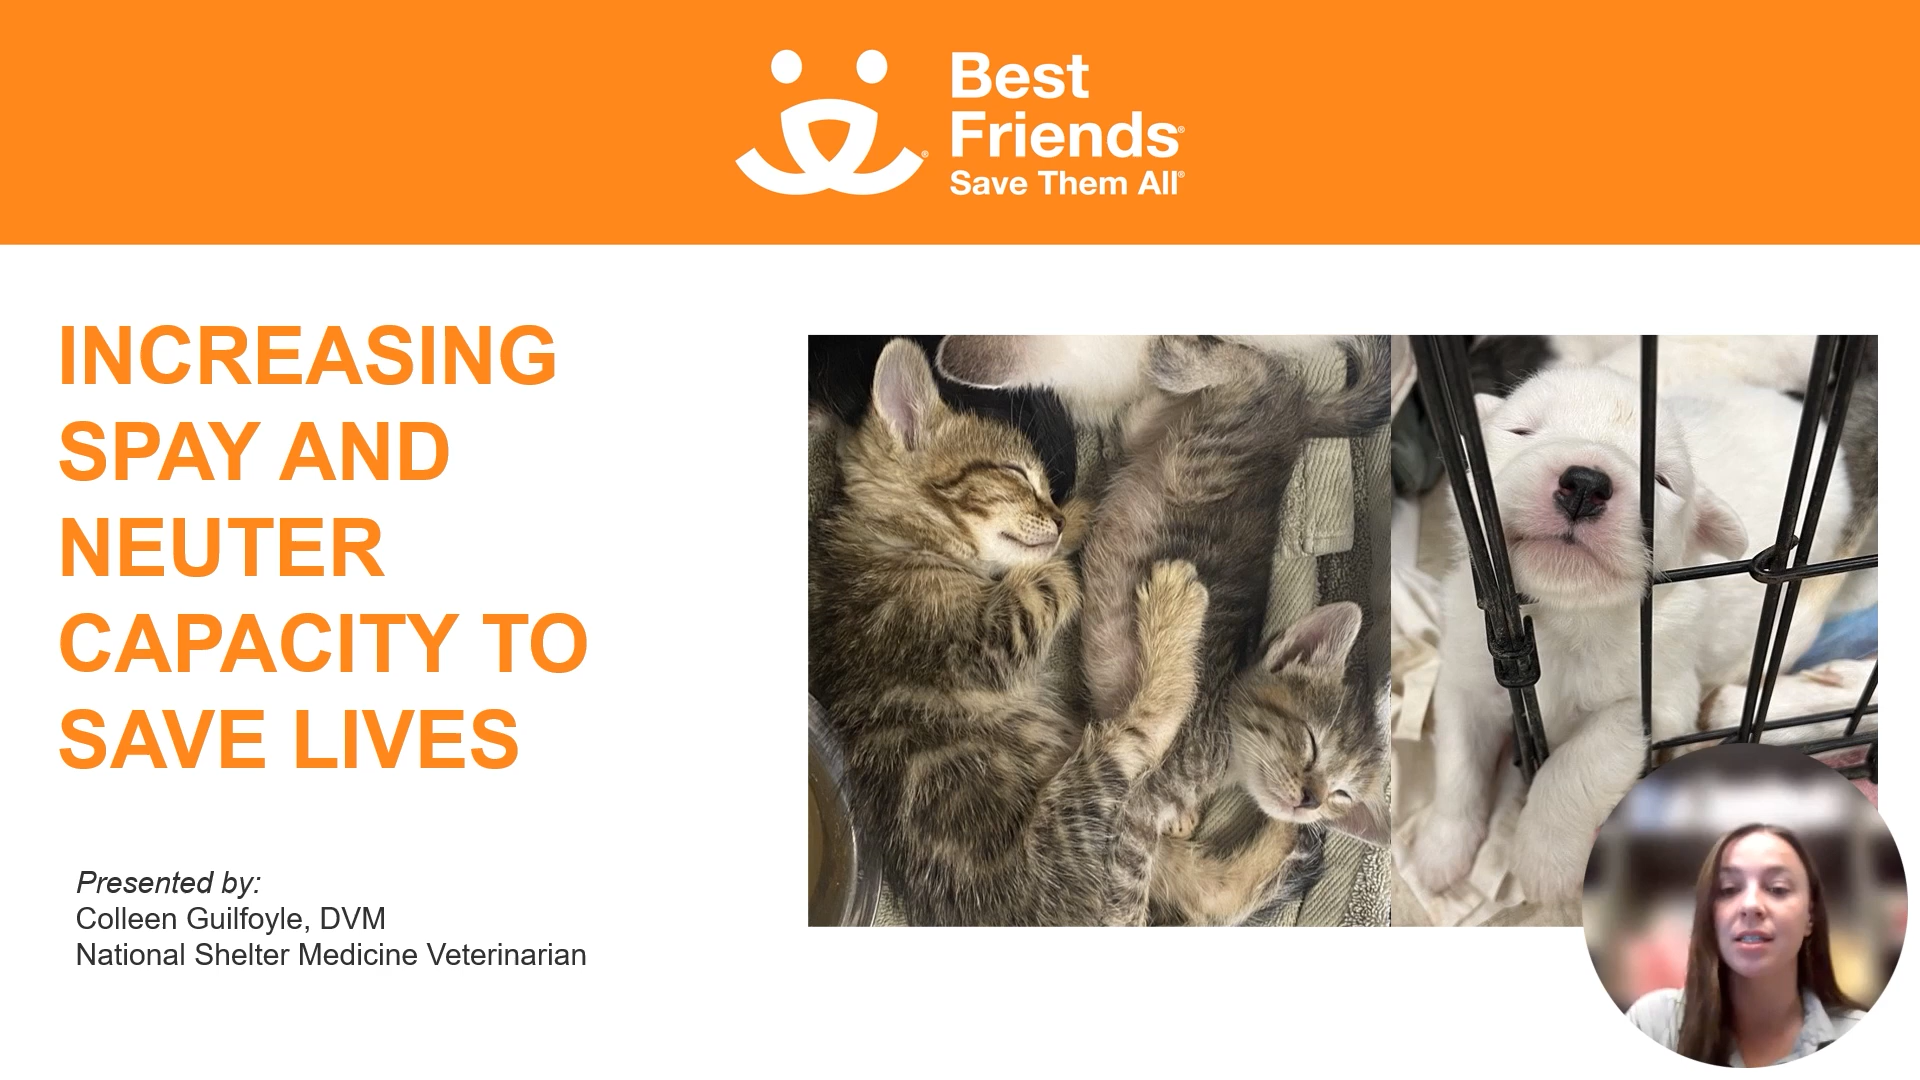 Best
Friends®
Save Them All®
INCREASING
SPAY AND
NEUTER
CAPACITY TO
SAVE LIVES
Presented by:
Colleen Guilfoyle, DVM
National Shelter Medicine Veterinarian